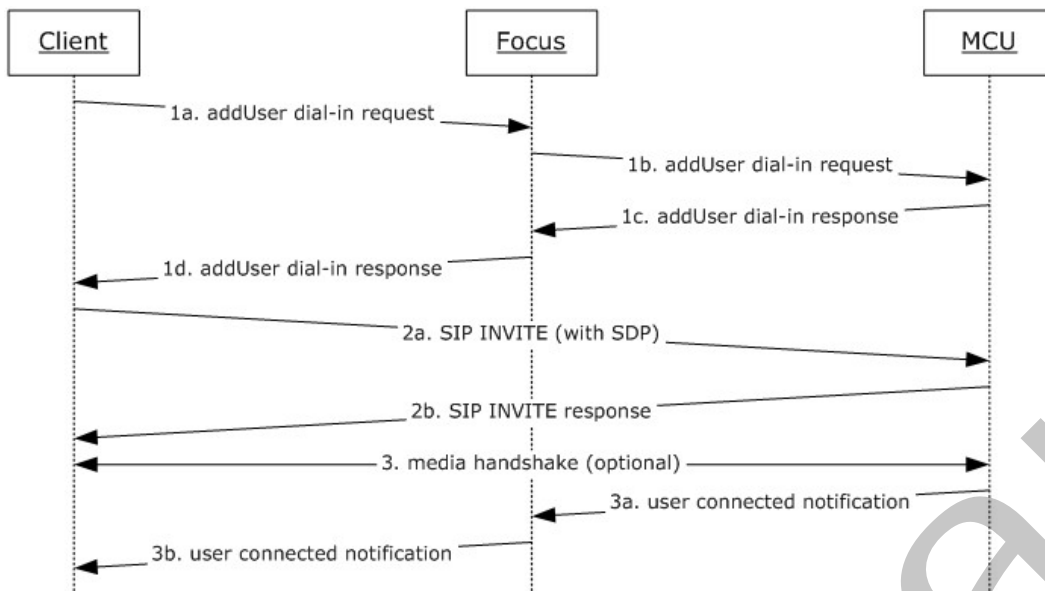 Client
Focus
MCU
1a. addUser dial-in request
1b. addUser dial-in request
1c. addUser dial-in response
1d. addUser dial-in response
2a. SIP INVITE (with SDP)
2b. SIP INVITE response
3. media handshake (optional)
3a. user connected notification
3b. user connected notification